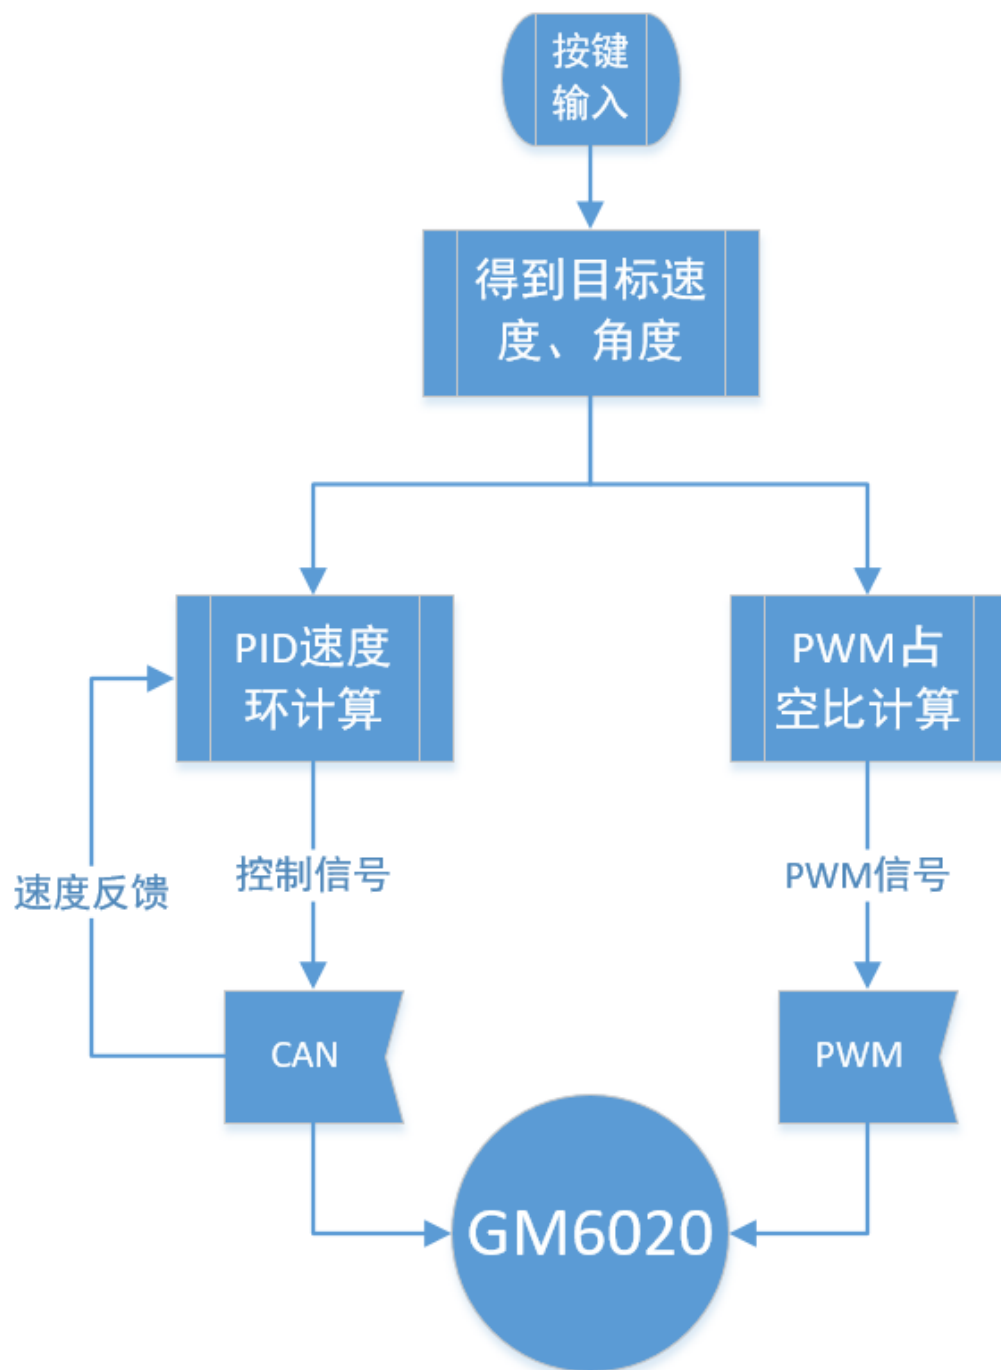 按键
输入
得到目标速
度、角度
PID速度
环计算
PWM占
空比计算
速度反馈
控制信号
PWM信号
CAN
PWM
GM6020